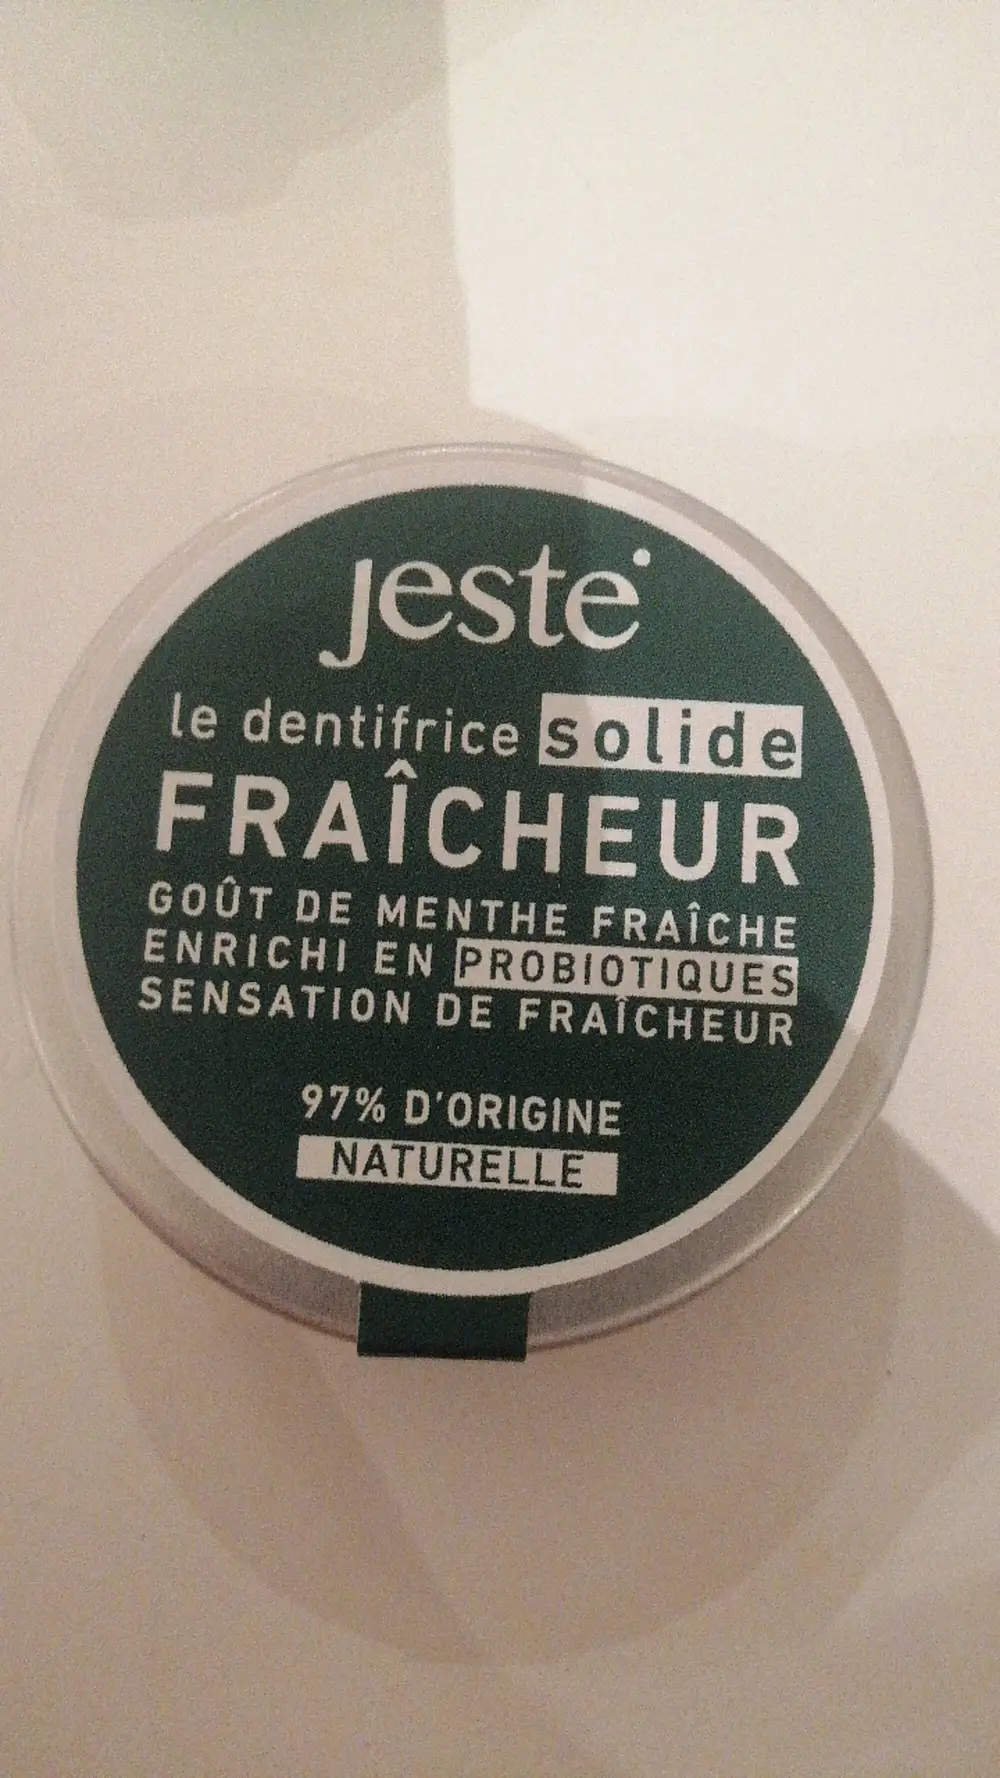 jeste
le dentifrice solide
FRAÎCHEUR
GOÛT DE MENTHE FRAÎCHE
ENRICHI EN PROBIOTIQUES
SENSATION DE FRAÎCHEUR
97% D'ORIGINE
NATURELLE